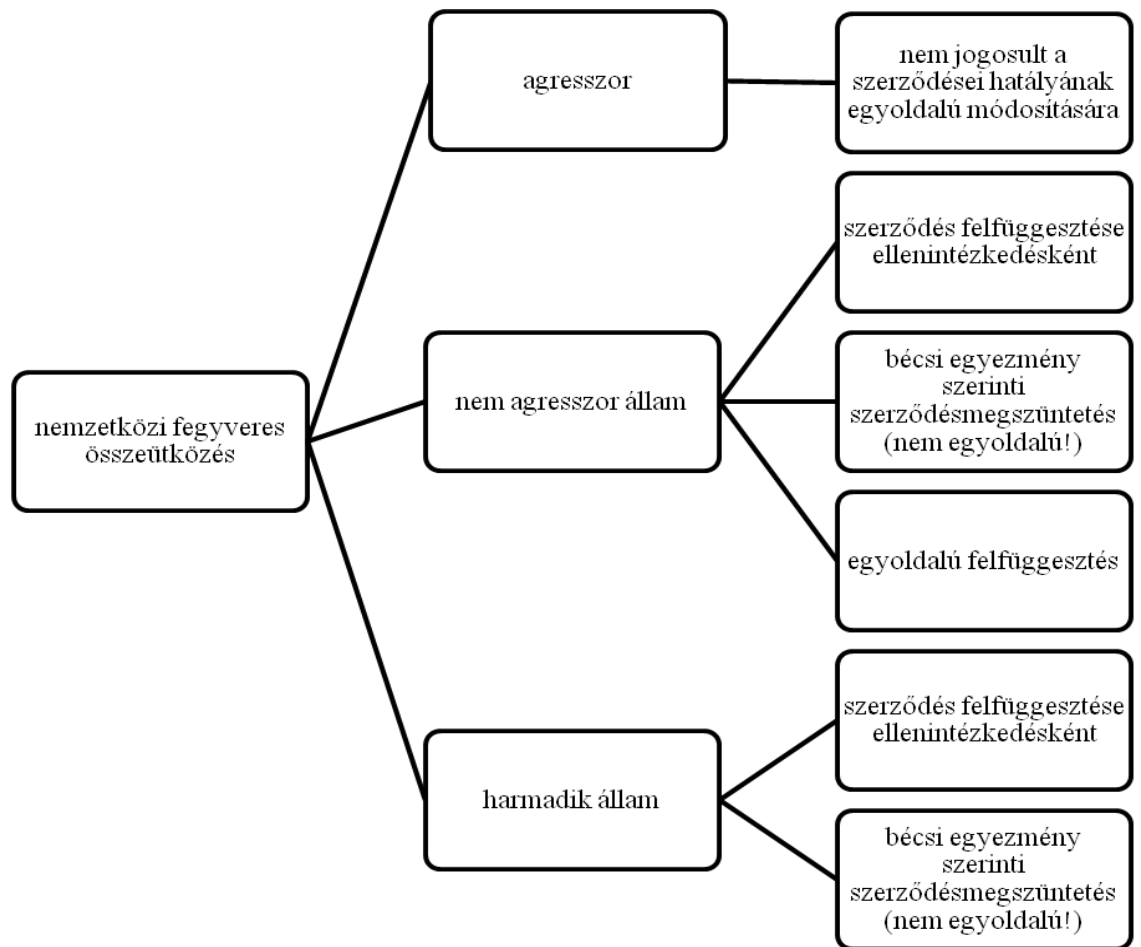 nemzetközi fegyveres
összeütközés
agresszor
nem jogosult a
szerződései hatályának
egyoldalú módosítására
nem agresszor állam
szerződés felfüggesztése
ellenintézkedésként
bécsi egyezmény
szerinti
szerződésmegszüntetés
(nem egyoldalú!)
egyoldalú felfüggesztés
harmadik állam
szerződés felfüggesztése
ellenintézkedésként
bécsi egyezmény
szerinti
szerződésmegszüntetés
(nem egyoldalú!)